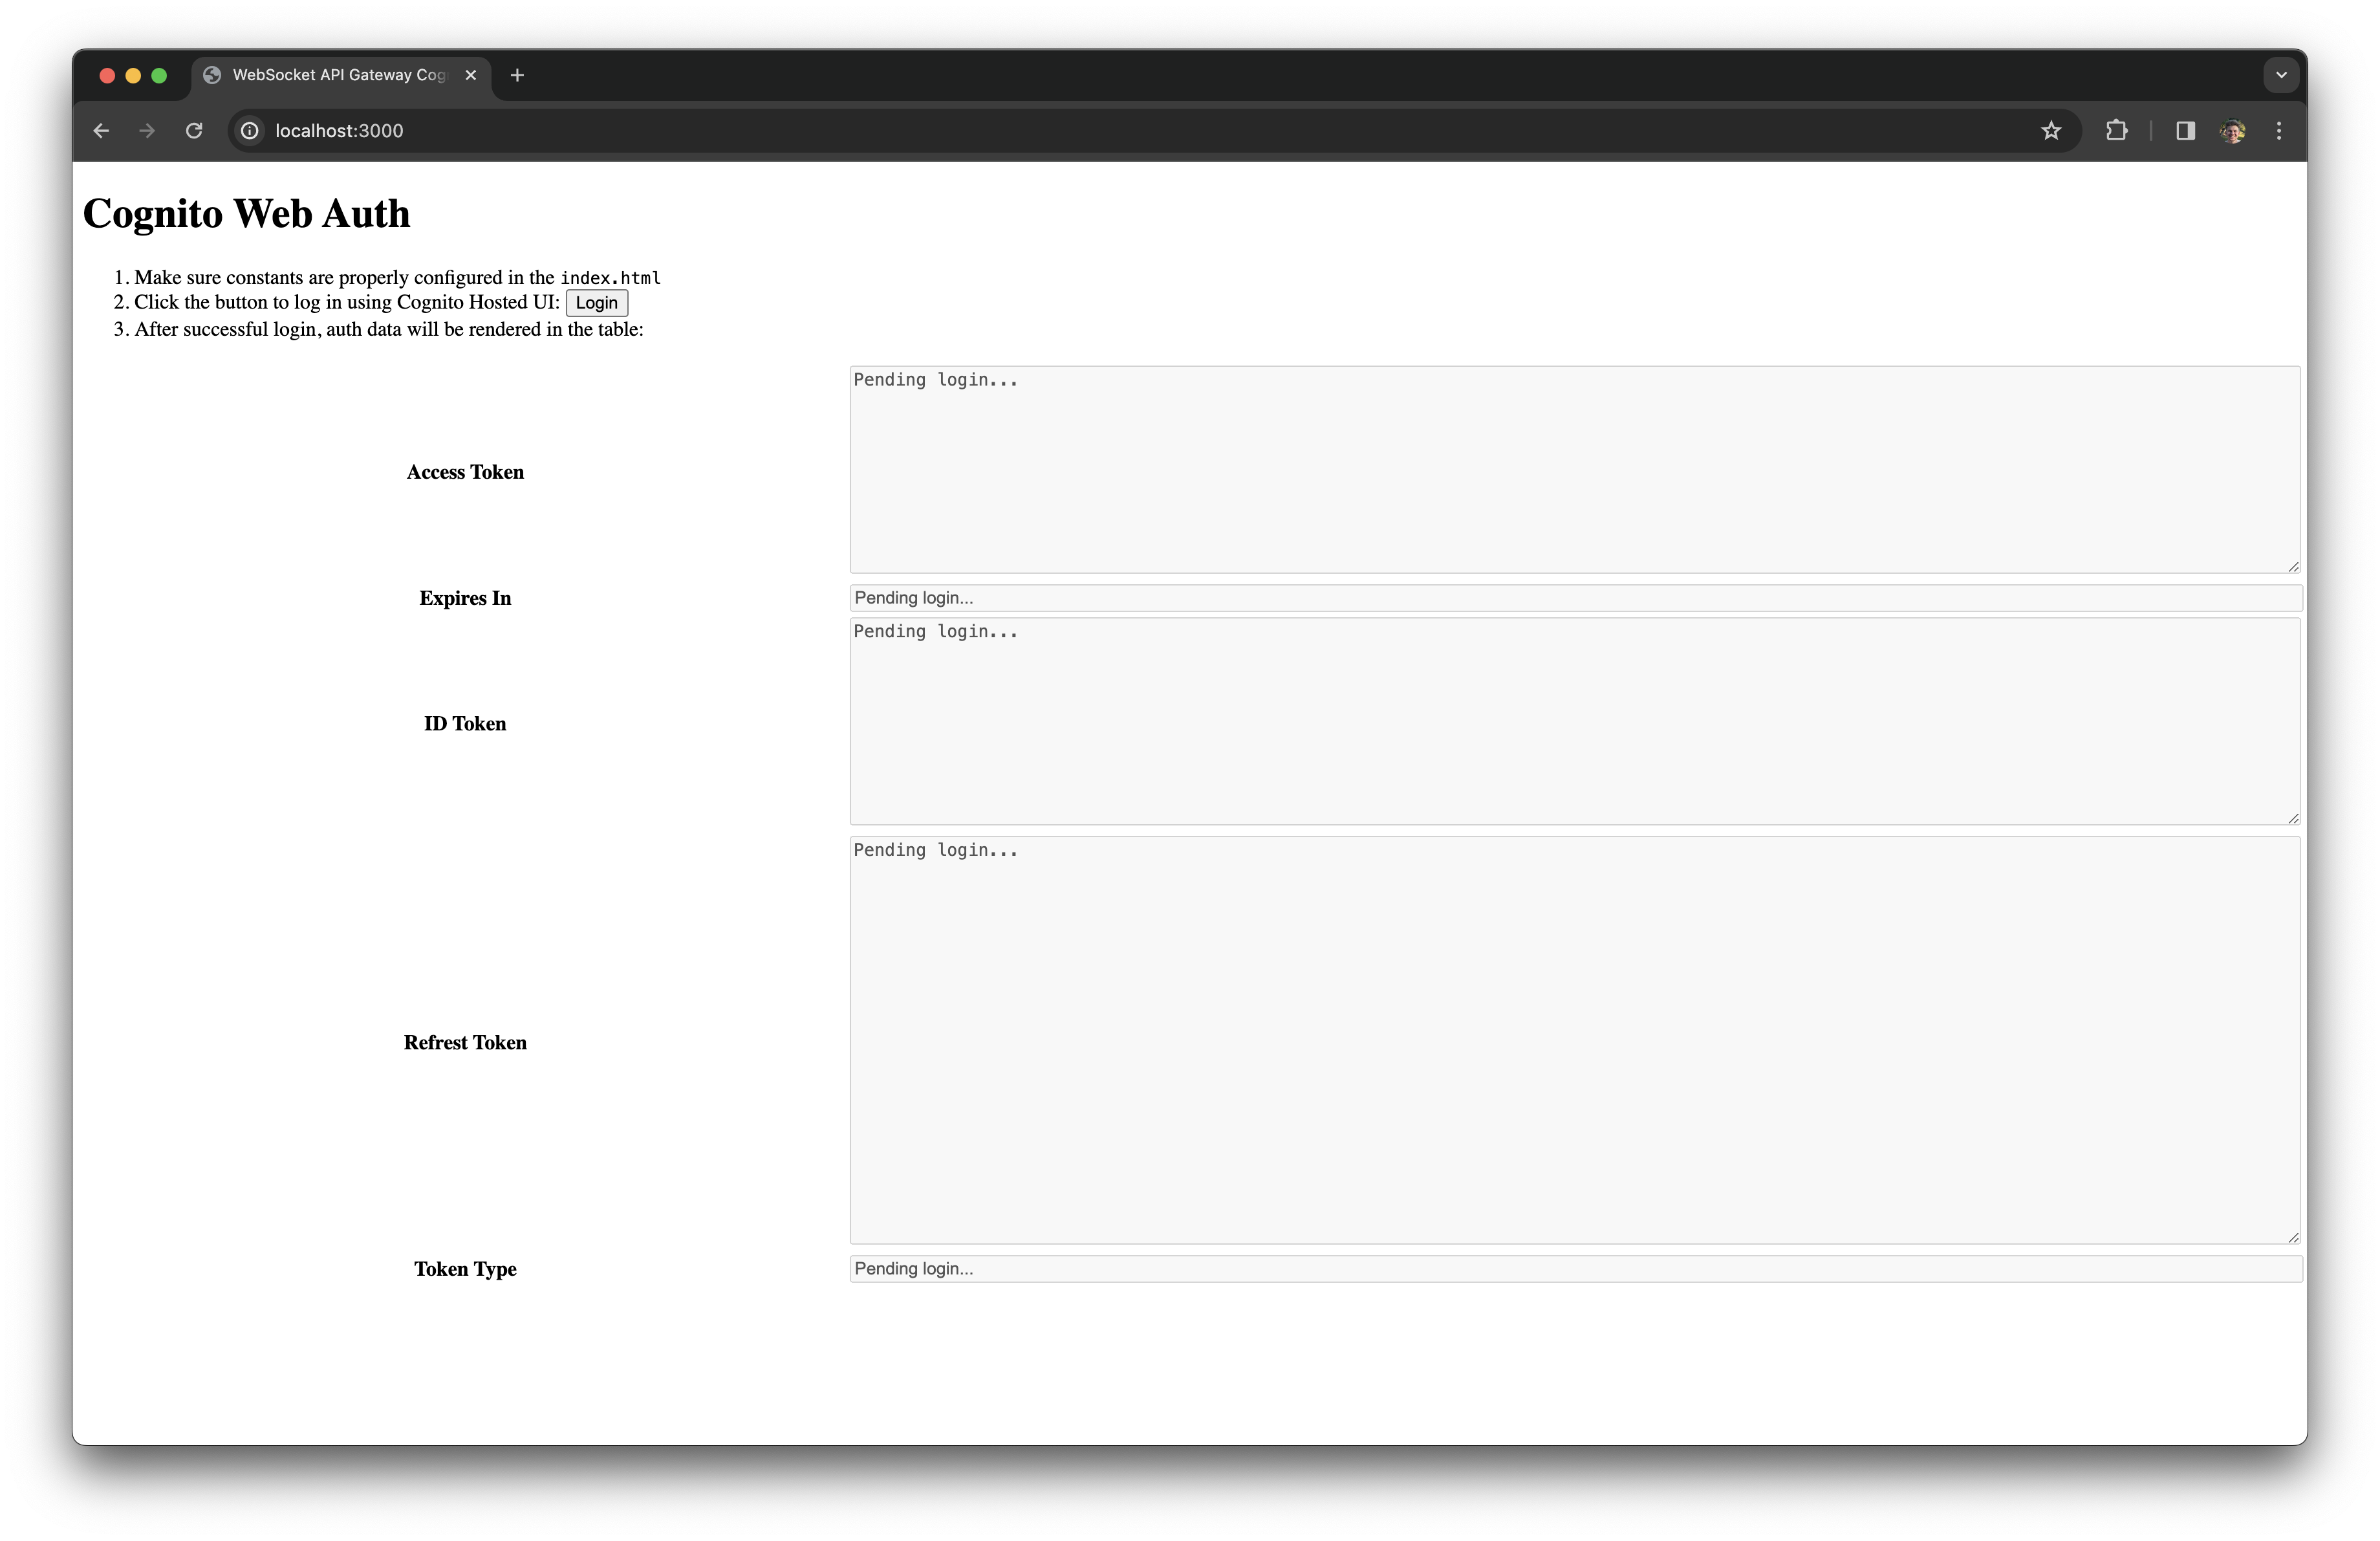 WebSocket API Gateway Cog
localhost:3000
Cognito Web Auth
1. Make sure constants are properly configured in the index.html
2. Click the button to log in using Cognito Hosted UI: Login
3. After successful login, auth data will be rendered in the table:
Pending login...
Access Token
Expires In Pending login...
Pending login...
ID Token
Pending login...
Refrest Token
Token Type Pending login...